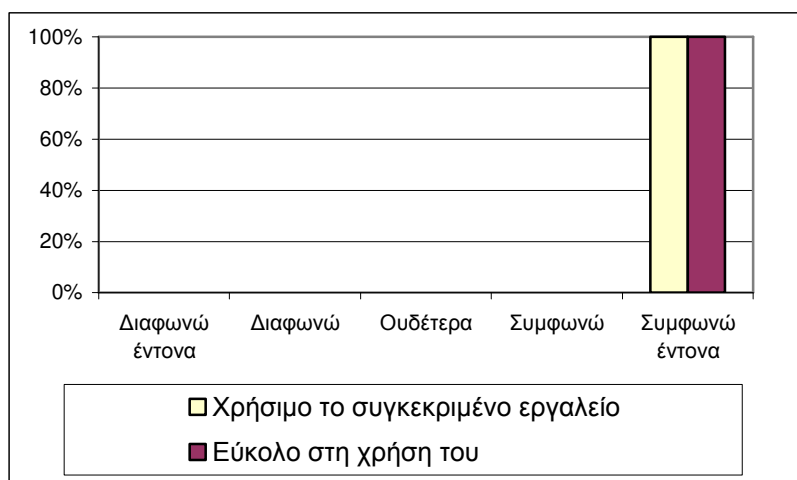 100%
80%
60%
40%
20%
0%
Διαφωνώ έντονα
Διαφωνώ
Ουδέτερα
Συμφωνώ
Συμφωνώ έντονα
Χρήσιμο το συγκεκριμένο εργαλείο
Εύκολο στη χρήση του